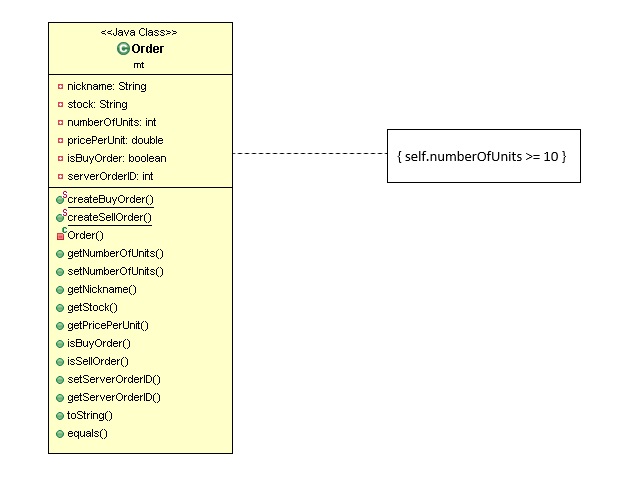 <<Java Class>>
Order
mt
nickname: String
stock: String
numberOfUnits: int
pricePerUnit: double
isBuyOrder: boolean
serverOrderID: int
{ self.numberOfUnits >= 10 }
createBuyOrder()
createSellOrder()
Order()
getNumberOfUnits()
setNumberOfUnits()
getNickname()
getStock()
getPricePerUnit()
isBuyOrder()
isSellOrder()
setServerOrderID()
getServerOrderID()
toString()
equals()